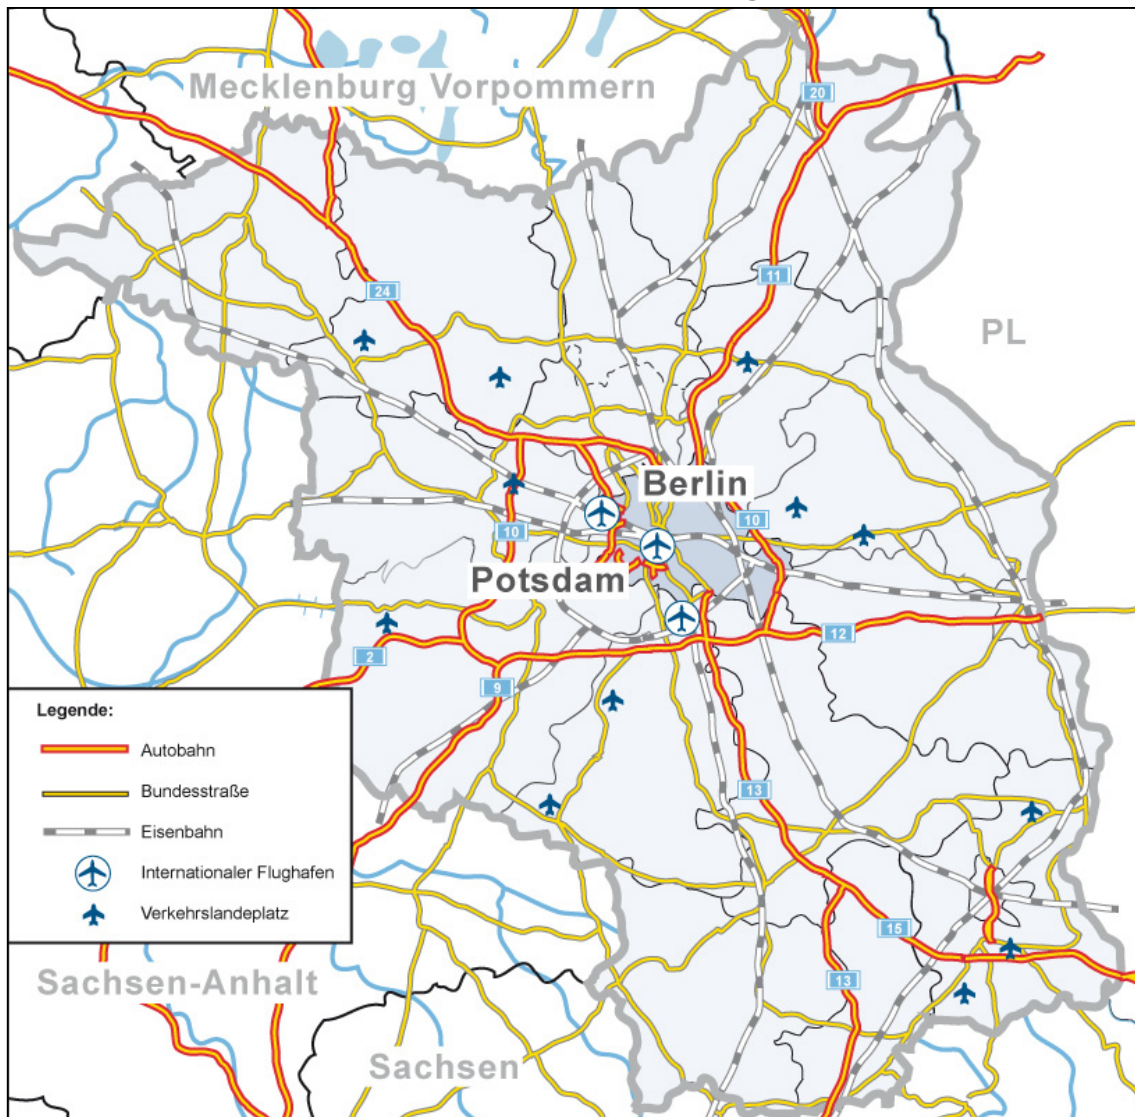 Mecklenburg Vorpommern
20
11
24
PL
Berlin
10
10
Potsdam
12
2
9
Legende:
Autobahn
Bundesstraße
Eisenbahn
Internationaler Flughafen
Verkehrslandeplatz
13
15
13
Sachsen-Anhalt
Sachsen